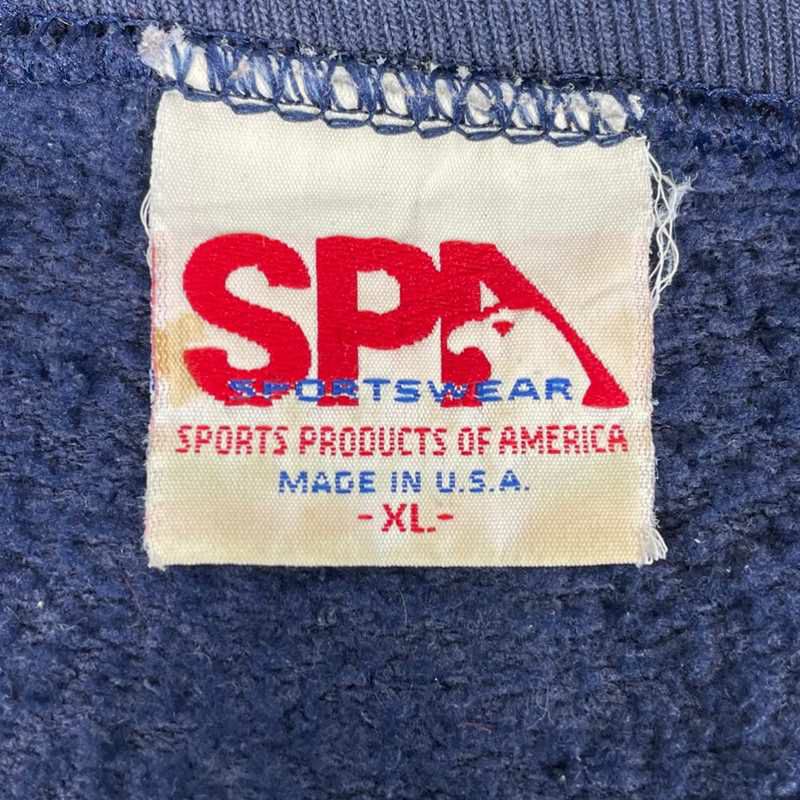 SPA
SPORTSWEAR
SPORTS PRODUCTS OF AMERICA
MADE IN U.S.A.
-XL.-